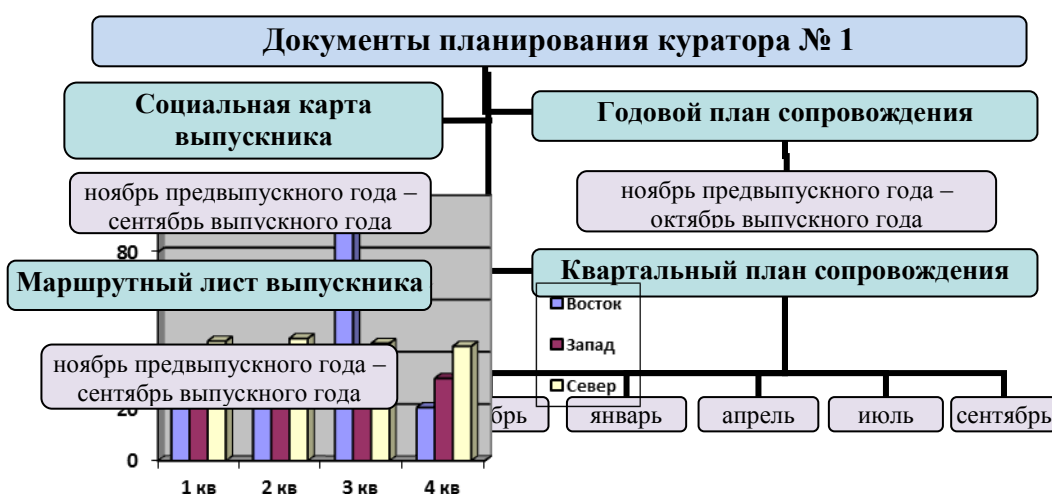 Документы планирования куратора № 1
Социальная карта
выпускника
Годовой план сопровождения
ноябрь предвыпускного года –
сентябрь выпускного года
ноябрь предвыпускного года –
октябрь выпускного года
80
Маршрутный лист выпускника
Квартальный план сопровождения
Восток
Запад
Север
ноябрь предвыпускного года –
сентябрь выпускного года
20
0
январь
апрель
июль
сентябрь
1 кв
2 кв
3 кв
4 кв